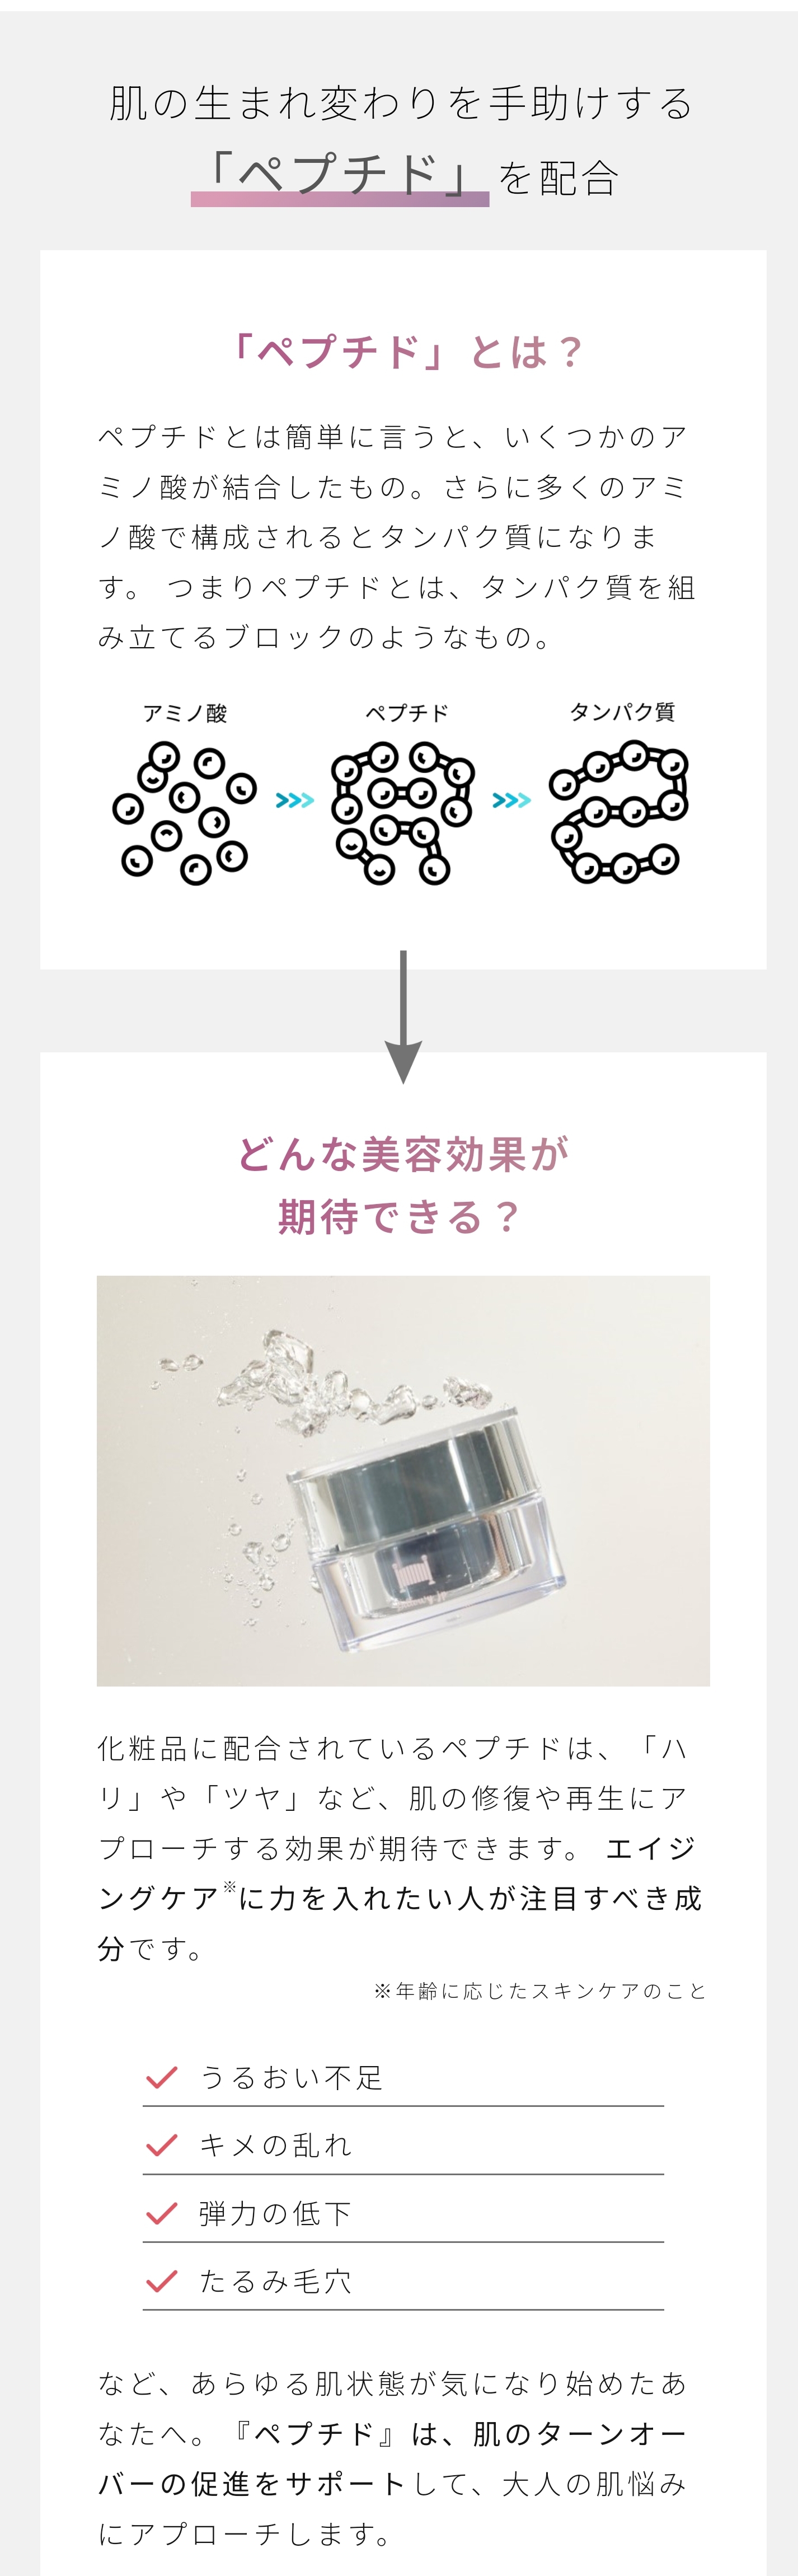 肌の生まれ変わりを手助けする
「ペプチド」を配合
「ペプチド」とは？
ペプチドとは簡単に言うと、いくつかのア
ミノ酸が結合したもの。さらに多くのアミ
ノ酸で構成されるとタンパク質になりま
す。 つまりペプチドとは、タンパク質を組
み立てるブロックのようなもの。
アミノ酸 ペプチド タンパク質
どんな美容効果が
期待できる？
化粧品に配合されているペプチドは、「ハ
リ」や「ツヤ」など、肌の修復や再生にア
プローチする効果が期待できます。 エイジ
ングケア※に力を入れたい人が注目すべき成
分です。
※年齢に応じたスキンケアのこと
うるおい不足
キメの乱れ
弾力の低下
たるみ毛穴
など、あらゆる肌状態が気になり始めたあ
なたへ。『ペプチド』は、肌のターンオー
バーの促進をサポートして、大人の肌悩み
にアプローチします。